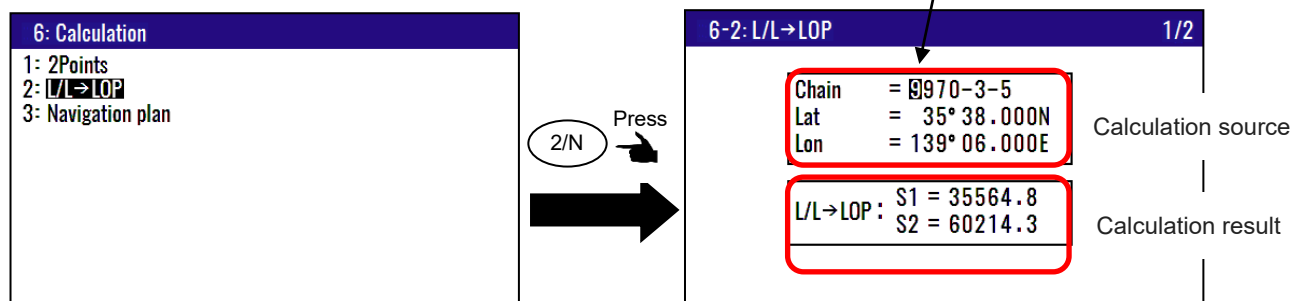 6: Calculation
1: 2Points
2: L/L→LOP
3: Navigation plan
2/N
Press
6-2: L/L→LOP 1/2
Chain = 9970-3-5
Lat = 35°38.000N
Lon = 139°06.000E
Calculation source
L/L→LOP: S1 = 35564.8
S2 = 60214.3
Calculation result